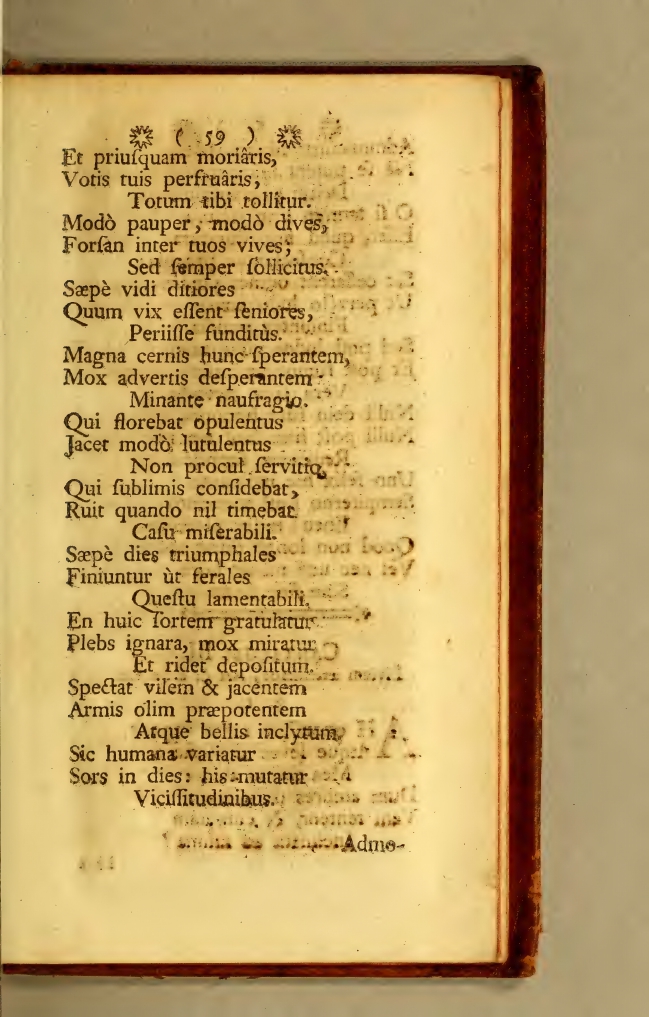 ( 59 )
Et priuſquam moriâris,
Votis tuis perfruâris,
Totum tibi tollitur.
Modò pauper, modò dives,
Forſan inter tuos vives;
Sed ſemper ſollicitus.
Sæpè vidi ditiores
Quum vix eſſent ſeniores,
Periiſſe funditùs.
Magna cernis hunc ſperantem,
Mox advertis deſperantem
Minante naufragio.
Qui florebat opulentus
Jacet modò lutulentus
Non procul ſervitio,
Qui ſublimis conſidebat,
Ruit quando nil timebat
Caſu miſerabili.
Sæpè dies triumphales
Finiuntur ùt ferales
Queſtu lamentabili.
En huic ſortem gratulatur
Plebs ignara, mox miratur
Et ridet depoſitum.
Spectat vilem & jacentem
Armis olim præpotentem
Atque bellis inclytum,
Sic humana variatur
Sors in dies: his mutatur
Viciſſitudinibus.
Admo-